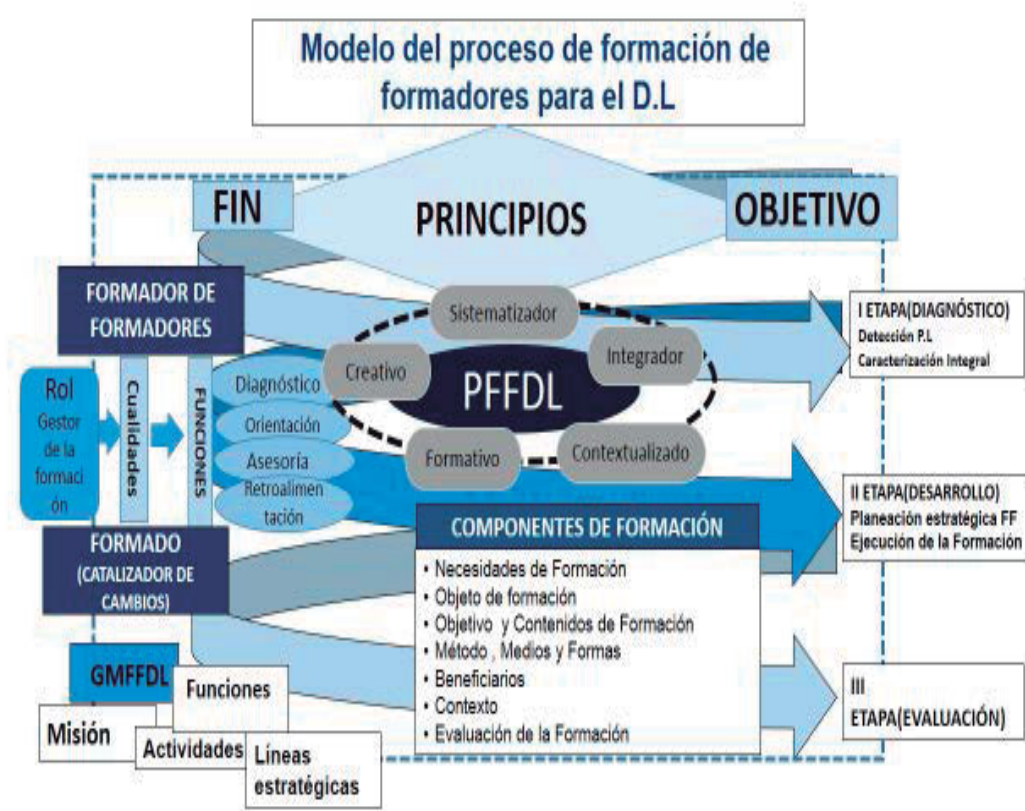 Modelo del proceso de formación de
formadores para el D.L
FIN
PRINCIPIOS
OBJETIVO
FORMADOR DE
FORMADORES
Rol
Gestor
de la
formaci
ón
Cualidades
FUNCIONES
Diagnóstico
Orientación
Asesoría
Retroalimen
tación
Sistematizador
Creativo
Integrador
PFFDL
Formativo
Contextualizado
I ETAPA(DIAGNÓSTICO)
Detección P.L
Caracterización Integral
II ETAPA(DESARROLLO)
Planeación estratégica FF
Ejecución de la Formación
III
ETAPA(EVALUACIÓN)
FORMADO
(CATALIZADOR DE
CAMBIOS)
COMPONENTES DE FORMACIÓN
• Necesidades de Formación
• Objeto de formación
• Objetivo y Contenidos de Formación
• Método , Medios y Formas
• Beneficiarios
• Contexto
• Evaluación de la Formación
GMFFDL
Misión
Funciones
Actividades
Líneas
estratégicas